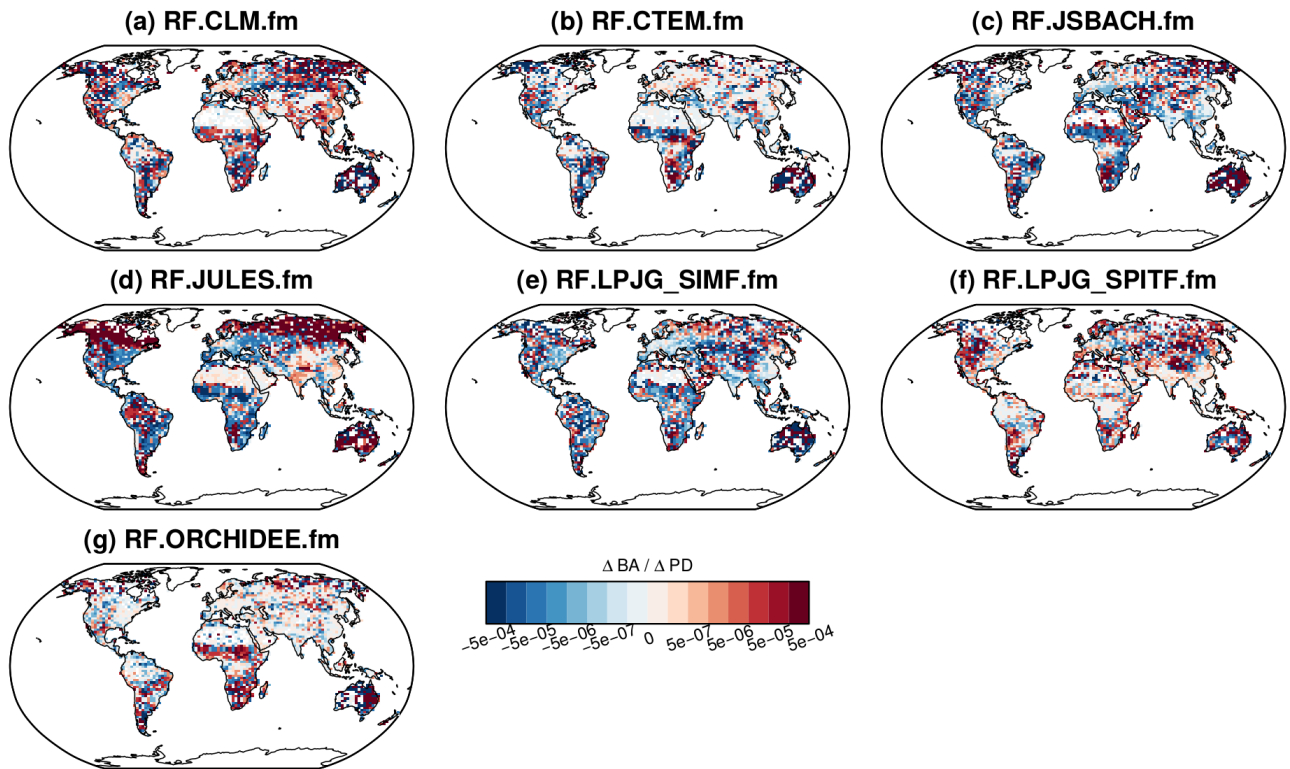 (a) RF.CLM.fm
(b) RF.CTEM.fm
(c) RF.JSBACH.fm
(d) RF.JULES.fm
(e) RF.LPJG_SIMF.fm
(f) RF.LPJG_SPITF.fm
(g) RF.ORCHIDEE.fm
Δ BA / Δ PD
−5e−04 −5e−05 −5e−06 −5e−07 0 5e−07 5e−06 5e−05 5e−04